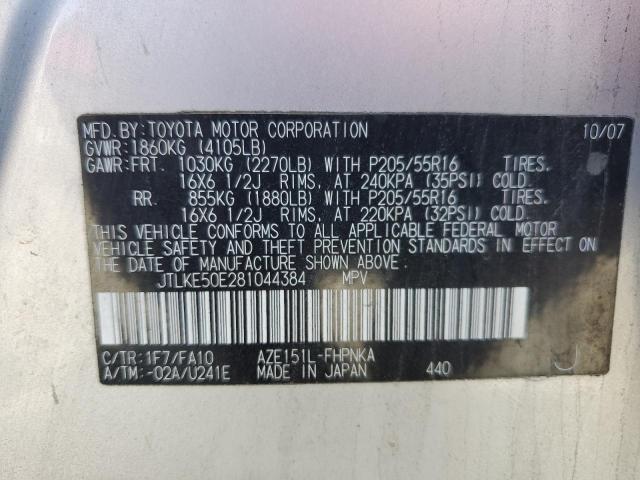 MFD.BY:TOYOTA MOTOR CORPORATION 10/07
GVWR:1860KG (4105LB)
GAWR:FRT. 1030KG (2270LB) WITH P205/55R16 TIRES.
16X6 1/2J RIMS, AT 240KPA (35PSI) COLD.
RR. 855KG (1880LB) WITH P205/55R16 TIRES.
16X6 1/2J RIMS, AT 220KPA (32PSI) COLD.
THIS VEHICLE CONFORMS TO ALL APPLICABLE FEDERAL MOTOR
VEHICLE SAFETY AND THEFT PREVENTION STANDARDS IN EFFECT ON
THE DATE OF MANUFACTURE SHOWN ABOVE.
JTLKE50E281044384 MPV
C/TR:1F7/FA10 AZE151L-FHPNKA
A/TM:-02A/U241E MADE IN JAPAN 440 J